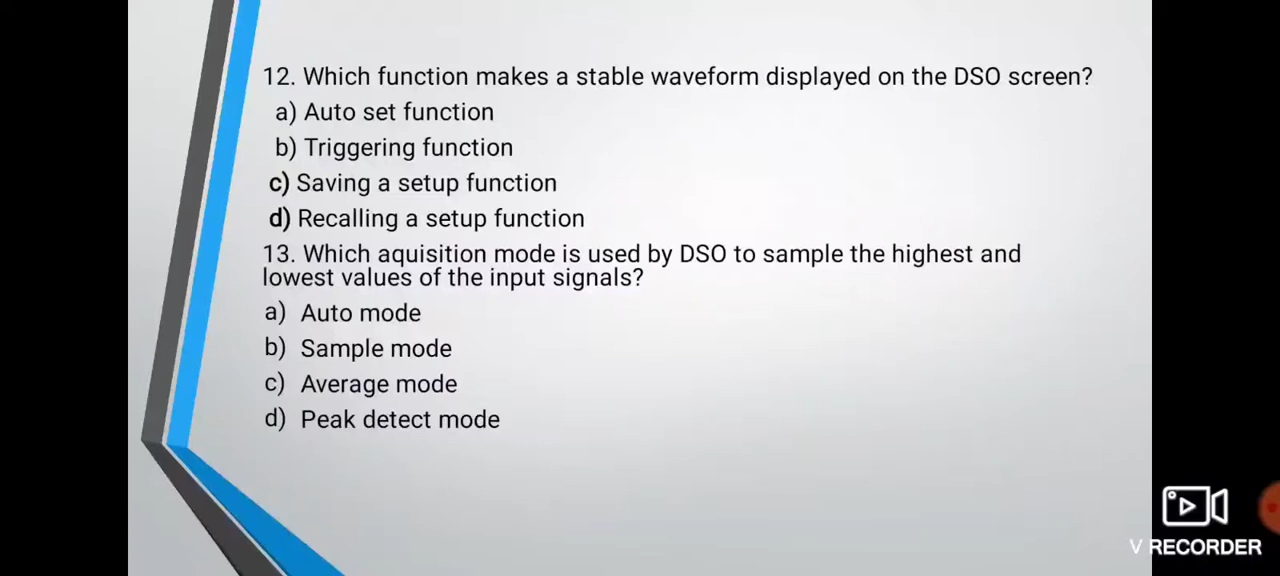 12. Which function makes a stable waveform displayed on the DSO screen?
a) Auto set function
b) Triggering function
c) Saving a setup function
d) Recalling a setup function
13. Which aquisition mode is used by DSO to sample the highest and
lowest values of the input signals?
a) Auto mode
b) Sample mode
c) Average mode
d) Peak detect mode
V RECORDER